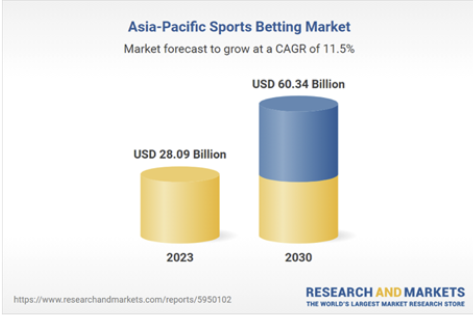 Asia-Pacific Sports Betting Market
Market forecast to grow at a CAGR of 11.5%
USD 60.34 Billion
USD 28.09 Billion
2023
2030
https://www.researchandmarkets.com/reports/5950102
RESEARCH AND MARKETS
THE WORLD'S LARGEST MARKET RESEARCH STORE